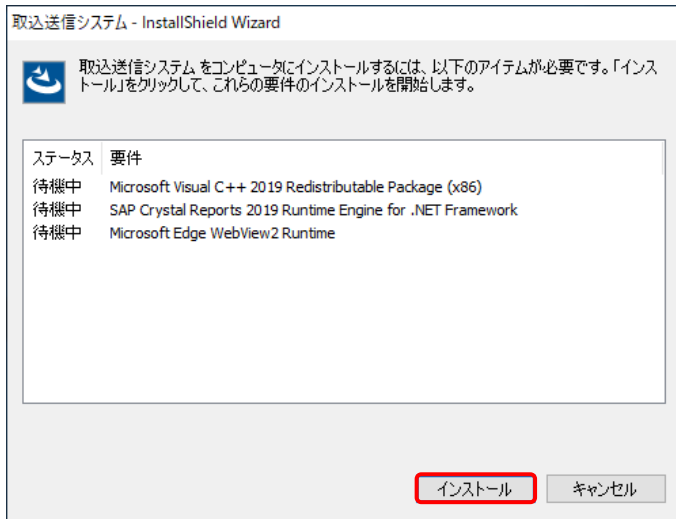 取込送信システム - InstallShield Wizard
取込送信システム をコンピュータにインストールするには、以下のアイテムが必要です。「インス
トール」をクリックして、これらの要件のインストールを開始します。
ステータス 要件
待機中 Microsoft Visual C++ 2019 Redistributable Package (x86)
待機中 SAP Crystal Reports 2019 Runtime Engine for .NET Framework
待機中 Microsoft Edge WebView2 Runtime
インストール キャンセル